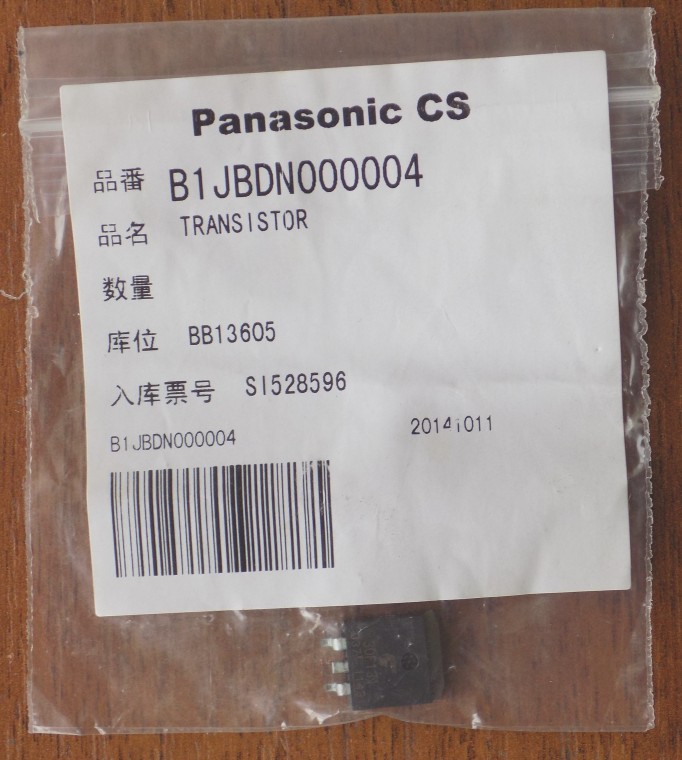 Panasonic CS
品番 B1JBDN000004
品名 TRANSISTOR
数量
库位 BB13605
入库票号 SI528596
B1JBDN000004
20141011